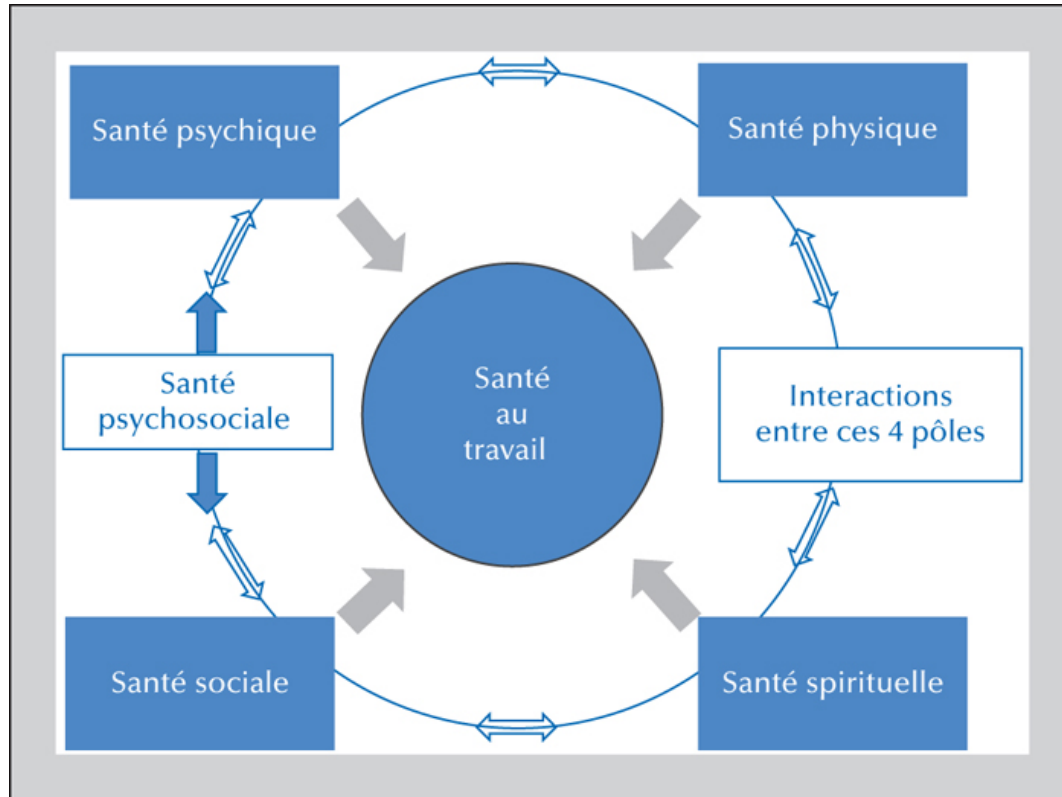 Santé psychique
Santé physique
Santé
psychosociale
Santé
au
travail
Interactions
entre ces 4 pôles
Santé sociale
Santé spirituelle